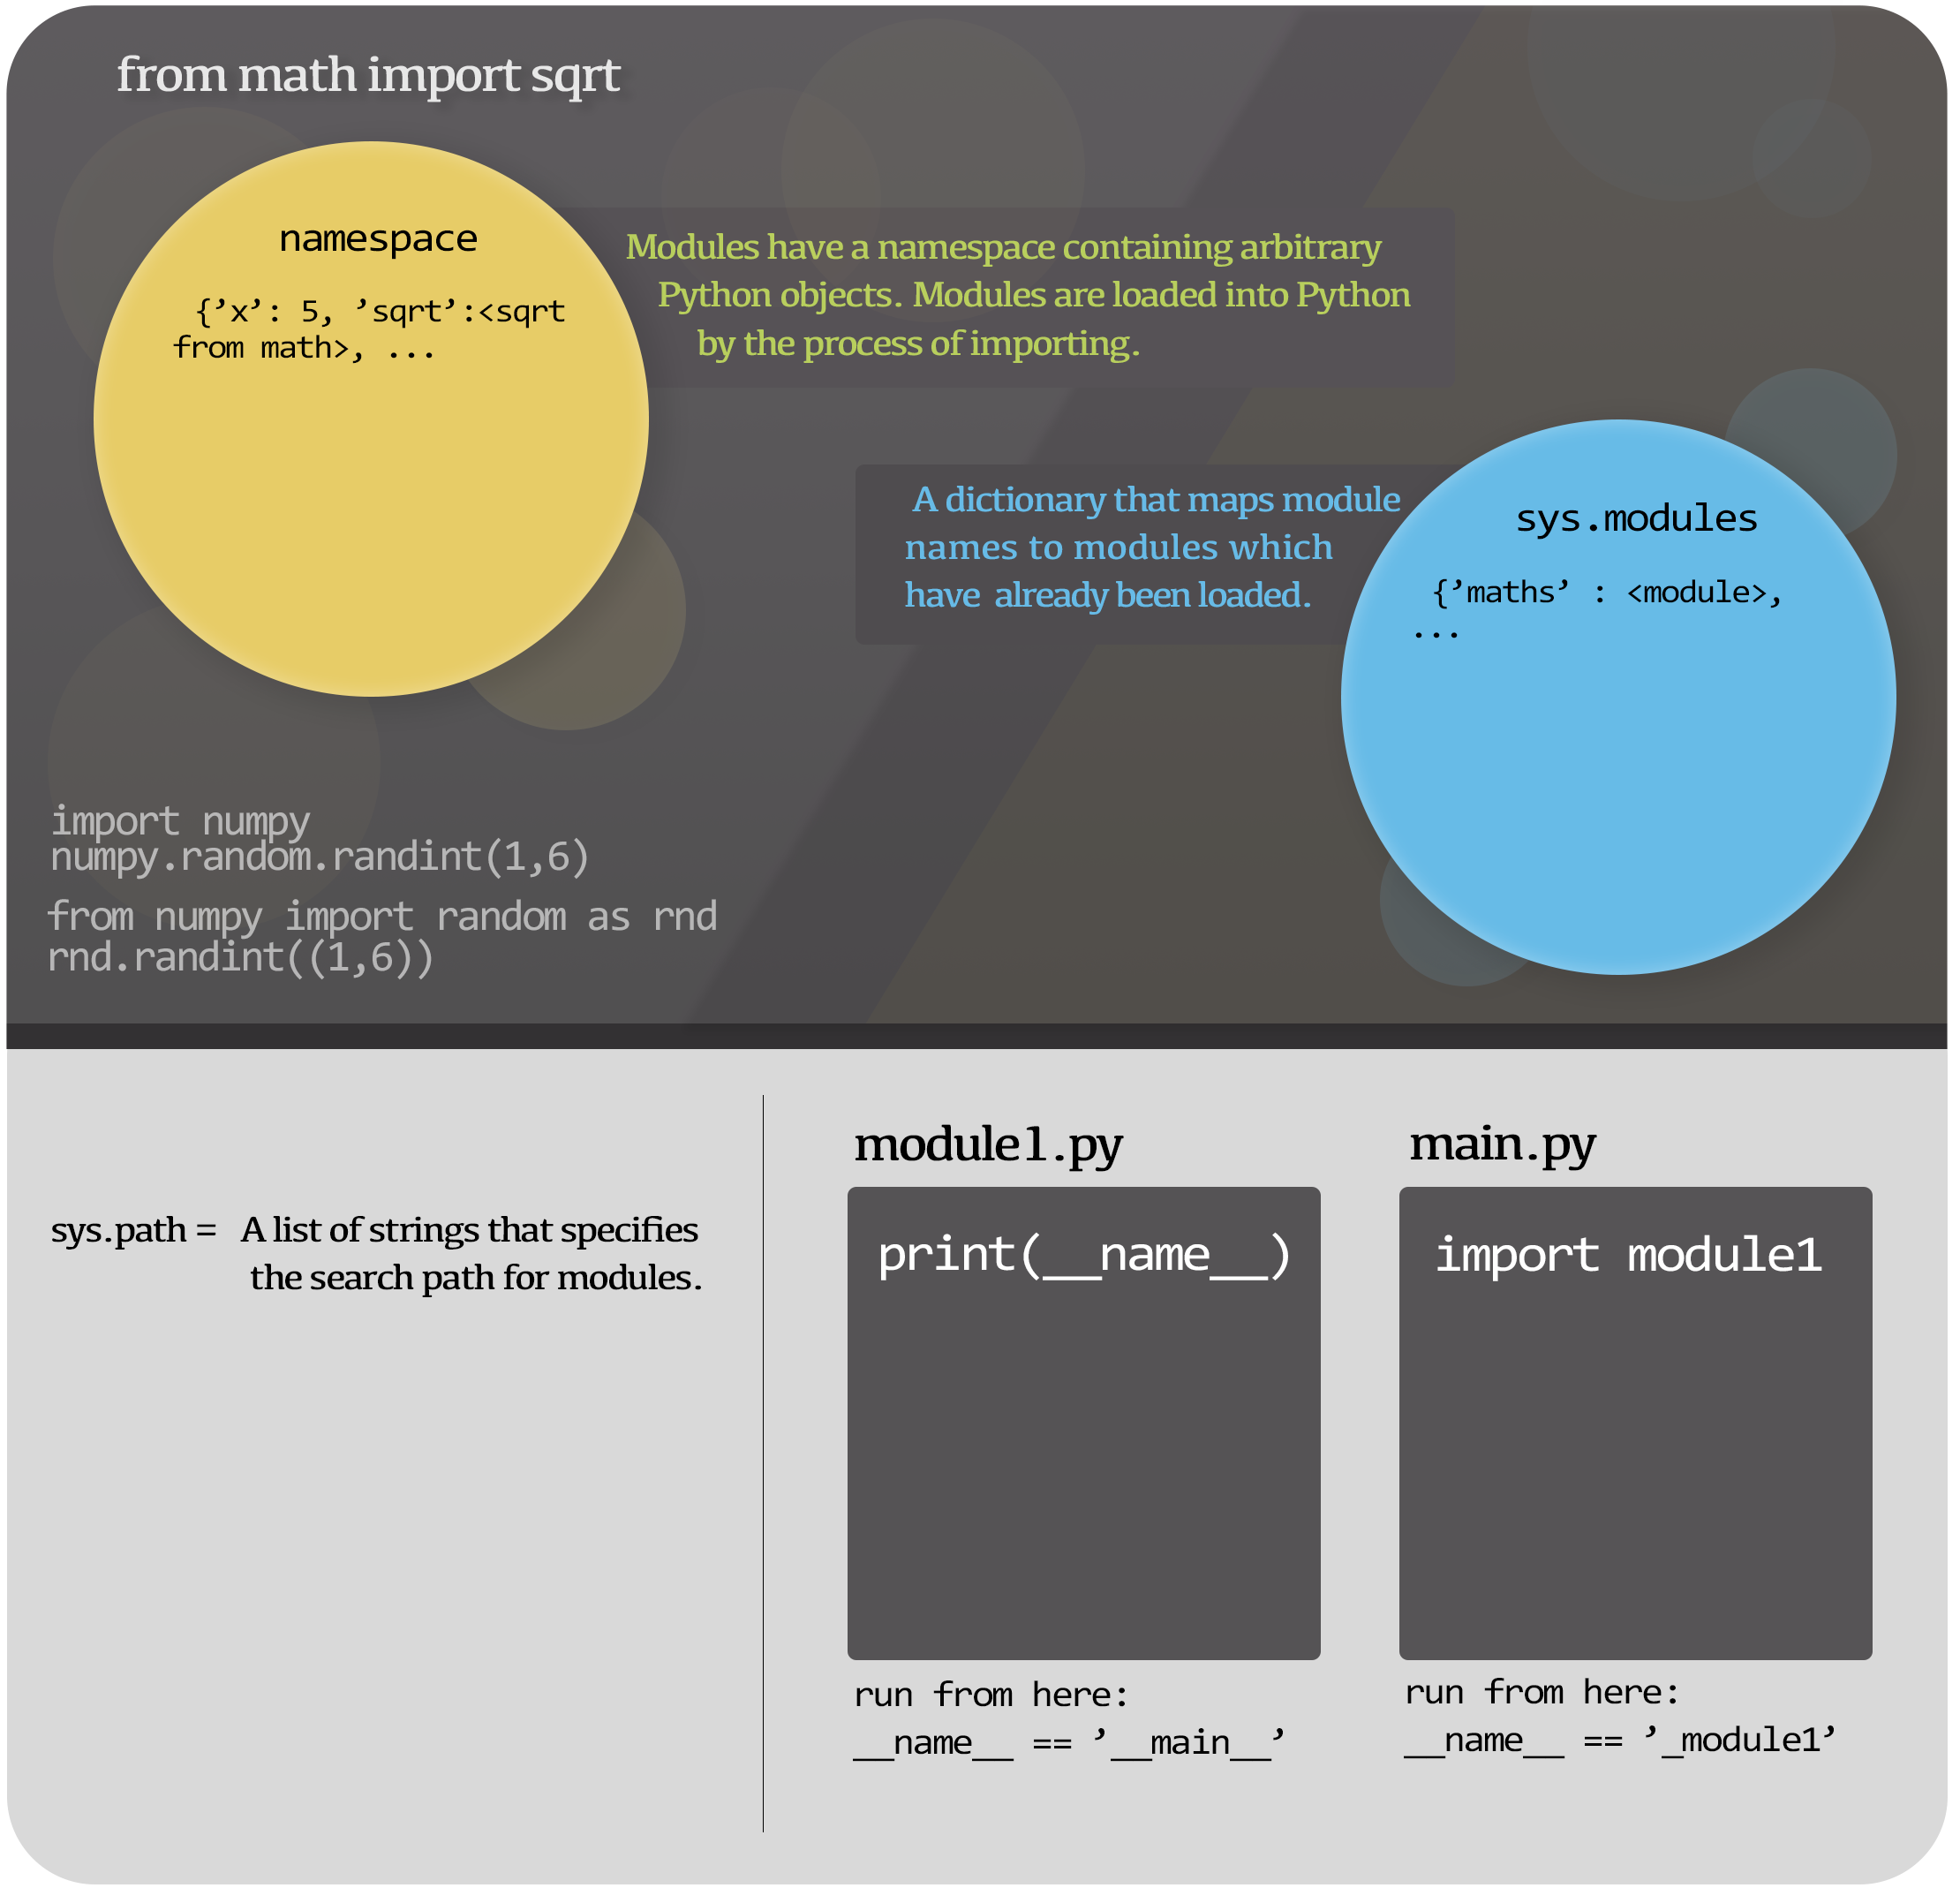 from math import sqrt
namespace
{’x’: 5, ’sqrt’:<sqrt
from math>, ...
Modules have a namespace containing arbitrary
Python objects. Modules are loaded into Python
by the process of importing.
A dictionary that maps module
names to modules which
have already been loaded.
sys.modules
{’maths’ : <module>,
...
import numpy
numpy.random.randint(1,6)
from numpy import random as rnd
rnd.randint((1,6))
sys.path = A list of strings that specifies
the search path for modules.
module1.py
print(__name__)
run from here:
__name__ == ’__main__’
main.py
import module1
run from here:
__name__ == ’_module1’